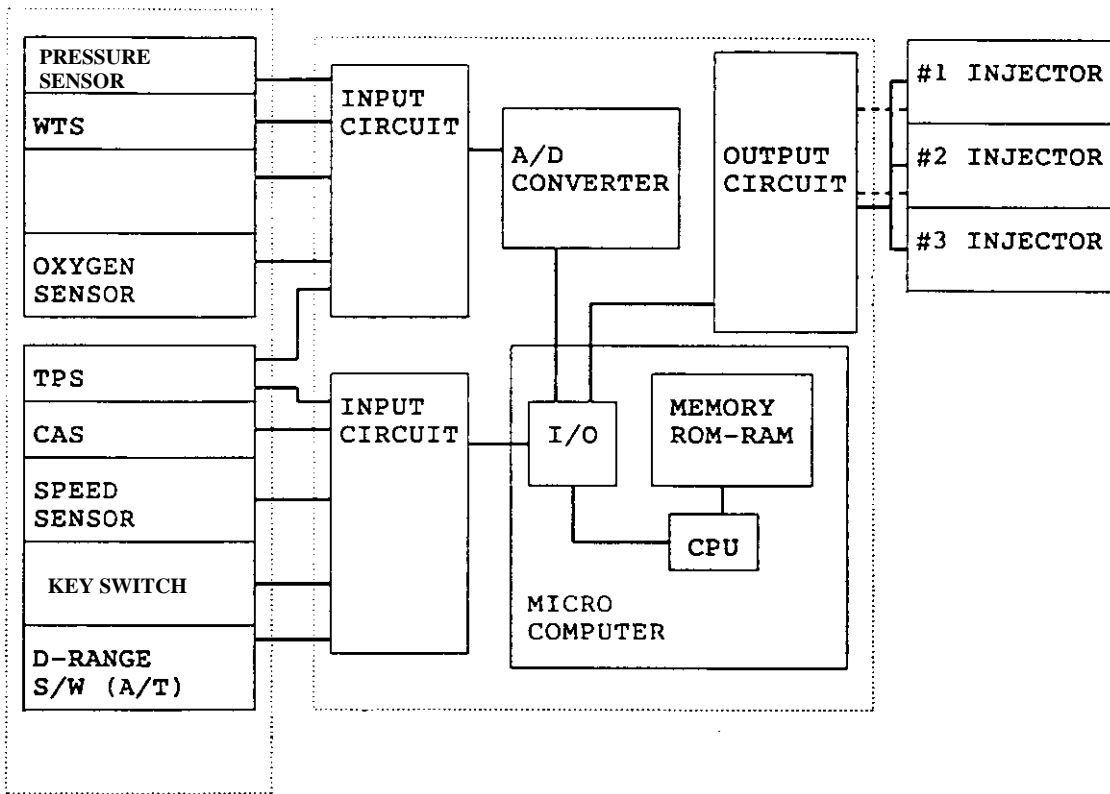 PRESSURE
SENSOR
WTS
OXYGEN
SENSOR
TPS
CAS
SPEED
SENSOR
KEY SWITCH
D-RANGE
S/W (A/T)
INPUT
CIRCUIT
INPUT
CIRCUIT
A/D
CONVERTER
OUTPUT
CIRCUIT
I/O
MEMORY
ROM-RAM
CPU
MICRO
COMPUTER
#1 INJECTOR
#2 INJECTOR
#3 INJECTOR